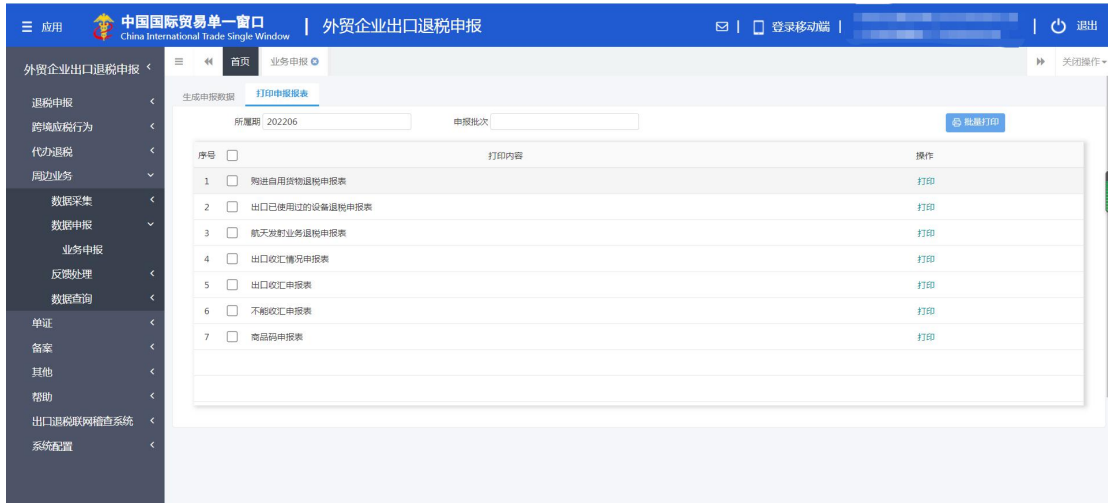 应用
中国国际贸易单一窗口
China International Trade Single Window
外贸企业出口退税申报
登录移动端
退出
外贸企业出口退税申报
首页
业务申报
关闭操作
退税申报
跨境应税行为
代办退税
周边业务
数据采集
数据申报
业务申报
反馈处理
数据查询
单证
备案
其他
帮助
出口退税联网稽查系统
系统配置
生成申报数据
打印申报报表
所属期 202206
申报批次
批量打印
序号 打印内容 操作
1 购进自用货物退税申报表 打印
2 出口已使用过的设备退税申报表 打印
3 航天发射业务退税申报表 打印
4 出口收汇情况申报表 打印
5 出口收汇申报表 打印
6 不能收汇申报表 打印
7 商品码申报表 打印